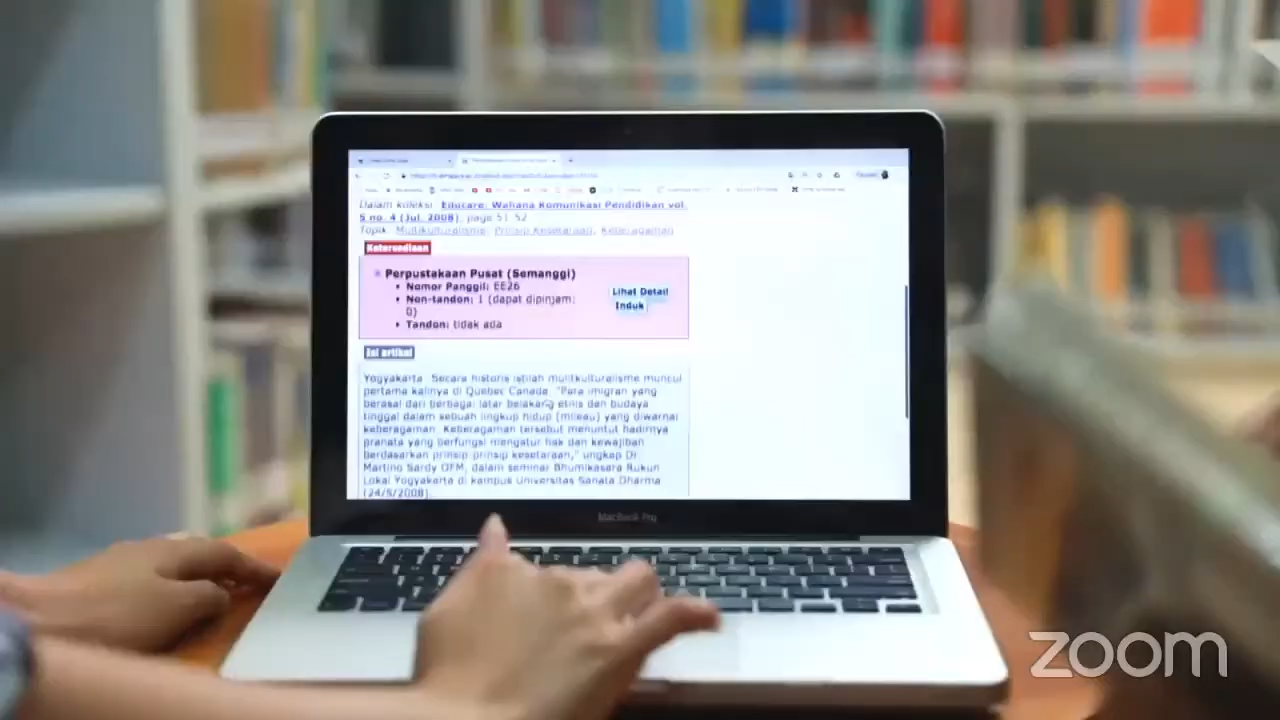 Dalam koleksi: Educare: Wahana Komunikasi Pendidikan vol.
5 no. 4 (Jul. 2008), page 51-52
Topik: Multikulturalisme; Prinsip Kesetaraan; Keberagaman
Ketersediaan
Perpustakaan Pusat (Semanggi)
Nomor Panggil: EE26
Non-tandon: 1 (dapat dipinjam:
0)
Tandon: tidak ada
Lihat Detail
Induk
Isi artikel
Yogyakarta. Secara historis istilah multikulturalisme muncul
pertama kalinya di Quebec Canada. "Para imigran yang
berasal dari berbagai latar belakang etnis dan budaya
tinggal dalam sebuah lingkup hidup (mileau) yang diwarnai
keberagaman. Keberagaman tersebut menuntut hadirnya
pranata yang berfungsi mengatur hak dan kewajiban
berdasarkan prinsip prinsip kesetaraan," ungkap Dr.
Martino Sardy OFM, dalam seminar Bhumiksara Rukun
Lokal Yogyakarta di kampus Universitas Sanata Dharma
(24/5/2008).
MacBook Pro
zoom